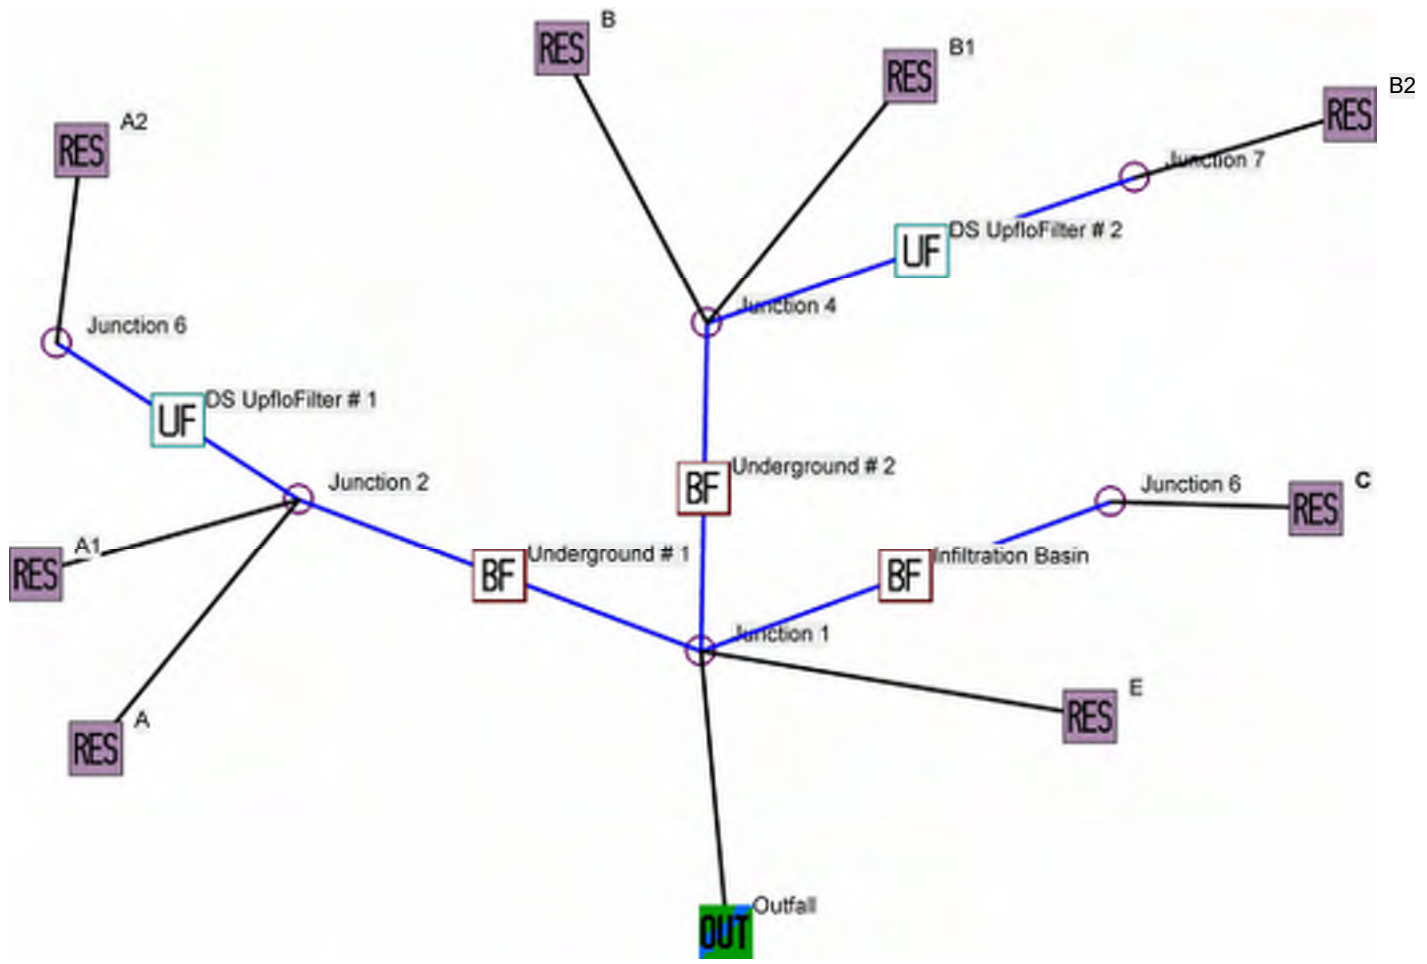 B
RES
B1
RES
B2
RES
A2
RES
Junction 7
DS UpfloFilter # 2
UF
Junction 4
Junction 6
DS UpfloFilter # 1
UF
Junction 2
Underground # 2
BF
Junction 6
C
RES
A1
RES
Underground # 1
BF
Infiltration Basin
BF
Junction 1
E
RES
A
RES
Outfall
OUT